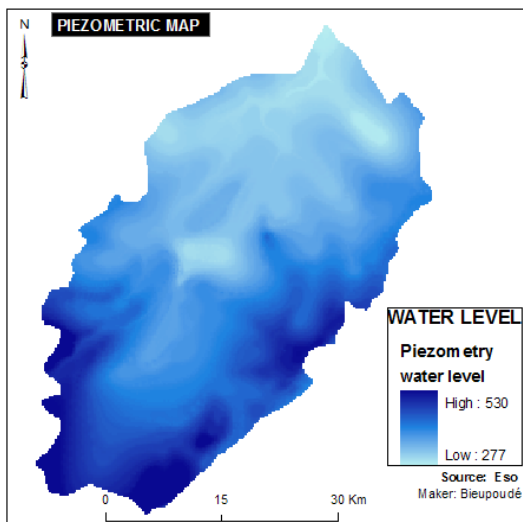 N
PIEZOMETRIC MAP
WATER LEVEL
Piezometry
water level
High : 530
Low : 277
Source: Eso
Maker: Bieupoudé
0 15 30 Km